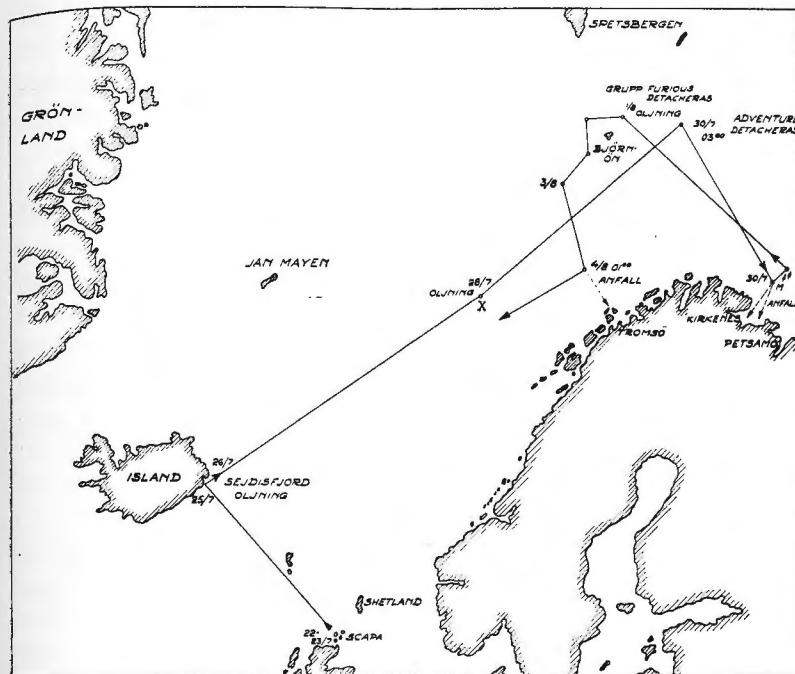 SPETSBERGEN
GRÖN-
LAND
GRUPP FURIOUS
DETACHERAS
1/8
OLJNING
30/7
03⁰⁰
ADVENTURE
DETACHERAS
BJÖRN-
ÖN
3/8
JAN MAYEN
28/7
OLJNING
X
4/8 01⁰⁰
ANFALL
30/7
M
ANFALL
TROMSÖ
KIRKENES
PETSAMO
ISLAND
26/7
SEJDISFJORD
OLJNING
25/7
SHETLAND
22-
23/7
SCAPA